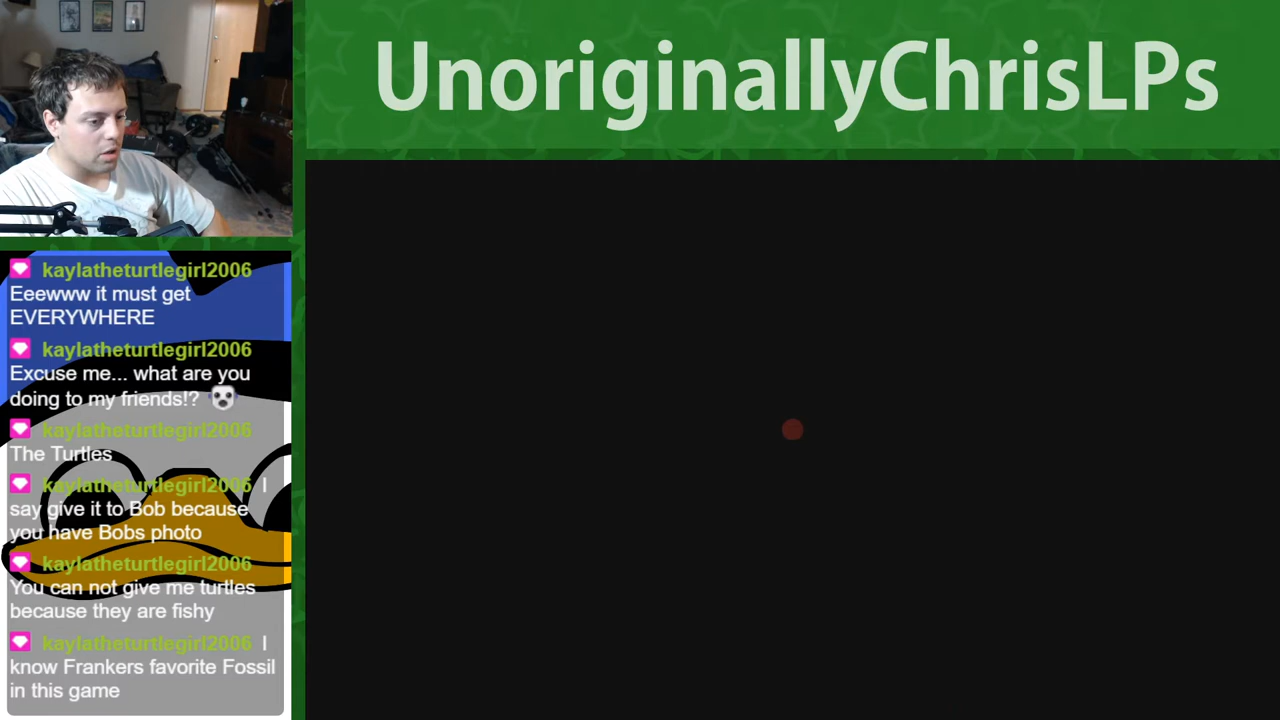 UnoriginallyChrisLPs
kaylatheturtlegirl2006
Eeewww it must get
EVERYWHERE
kaylatheturtlegirl2006
Excuse me... what are you
doing to my friends!?
kaylatheturtlegirl2006
The Turtles
kaylatheturtlegirl2006 I
say give it to Bob because
you have Bobs photo
kaylatheturtlegirl2006
You can not give me turtles
because they are fishy
kaylatheturtlegirl2006 I
know Frankers favorite Fossil
in this game